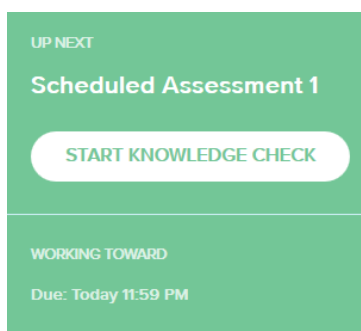 UP NEXT
Scheduled Assessment 1
START KNOWLEDGE CHECK
WORKING TOWARD
Due: Today 11:59 PM